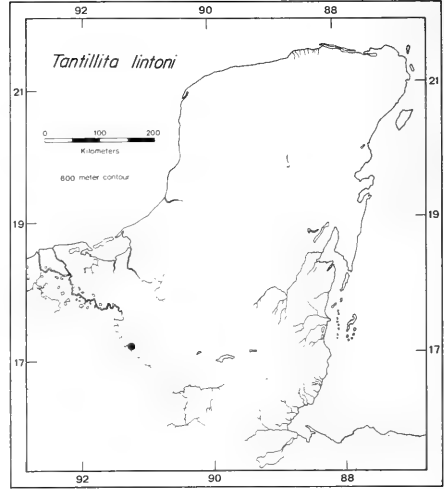 92 90 88
Tantillita lintoni
21 21
0 100 200
Kilometers
600 meter contour
19 19
17 17
92 90 88